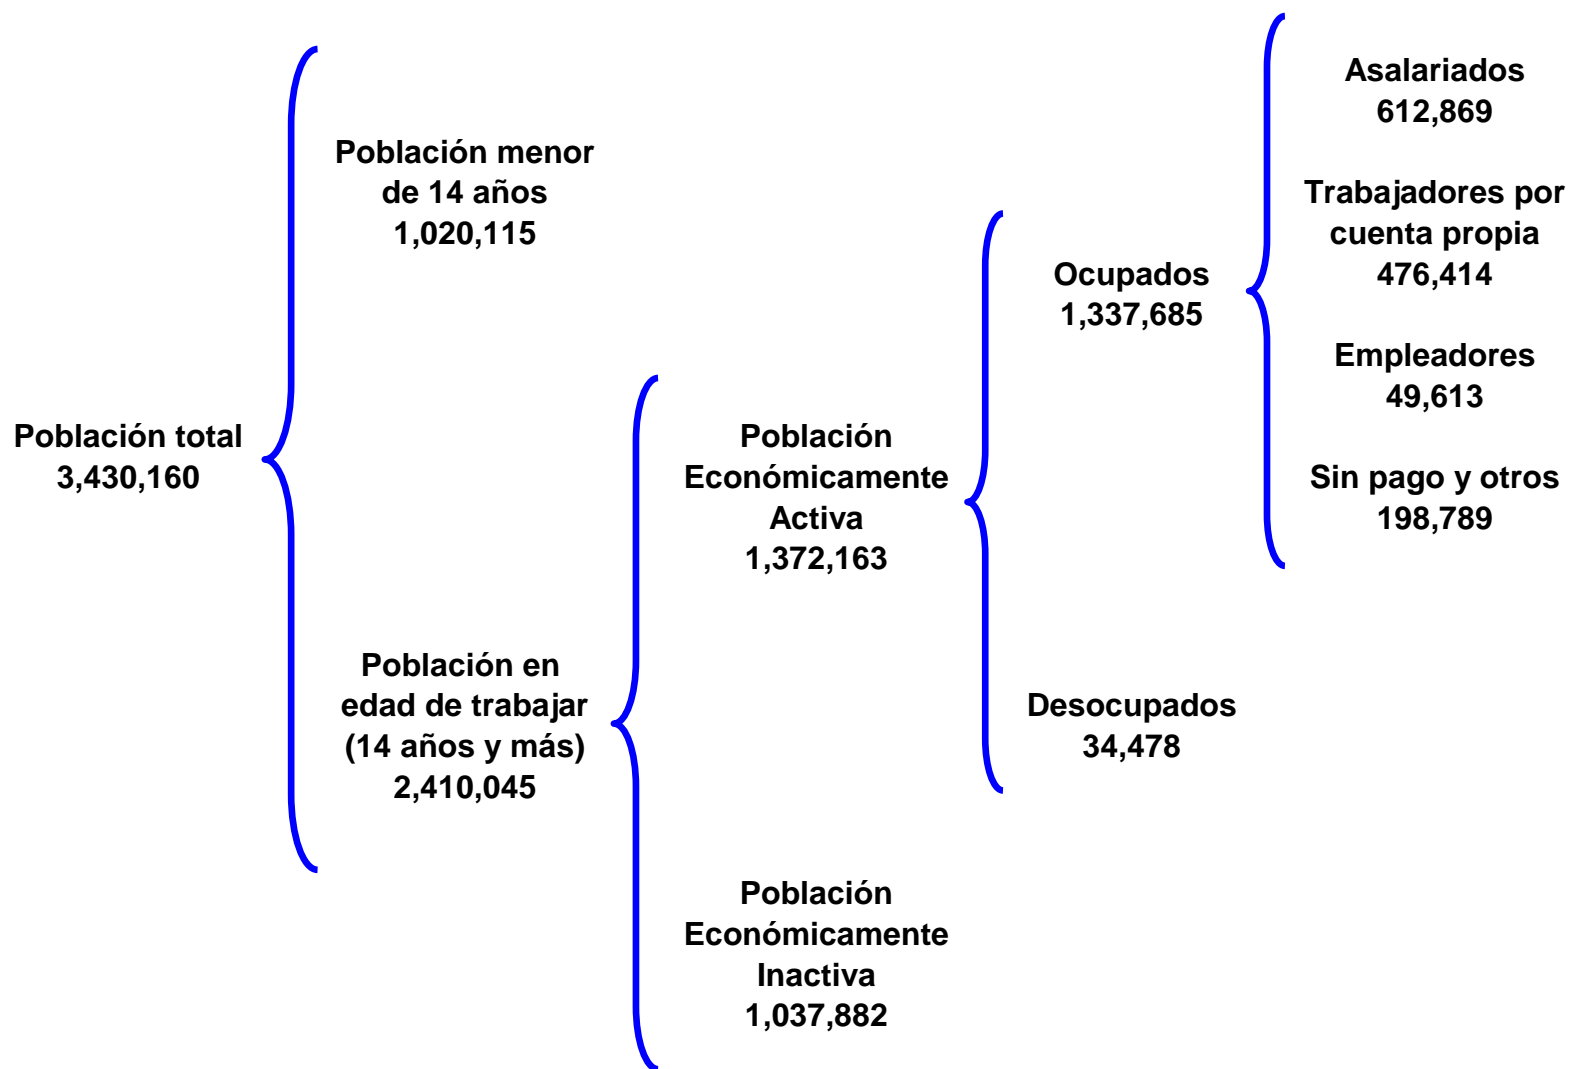 Población total
3,430,160
Población menor
de 14 años
1,020,115
Población en
edad de trabajar
(14 años y más)
2,410,045
Población
Económicamente
Activa
1,372,163
Población
Económicamente
Inactiva
1,037,882
Ocupados
1,337,685
Desocupados
34,478
Asalariados
612,869
Trabajadores por
cuenta propia
476,414
Empleadores
49,613
Sin pago y otros
198,789